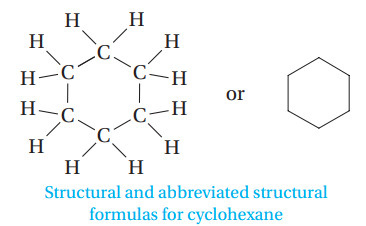 H H
H C H
H C C H
H C C H
H C H
H H
or
Structural and abbreviated structural
formulas for cyclohexane